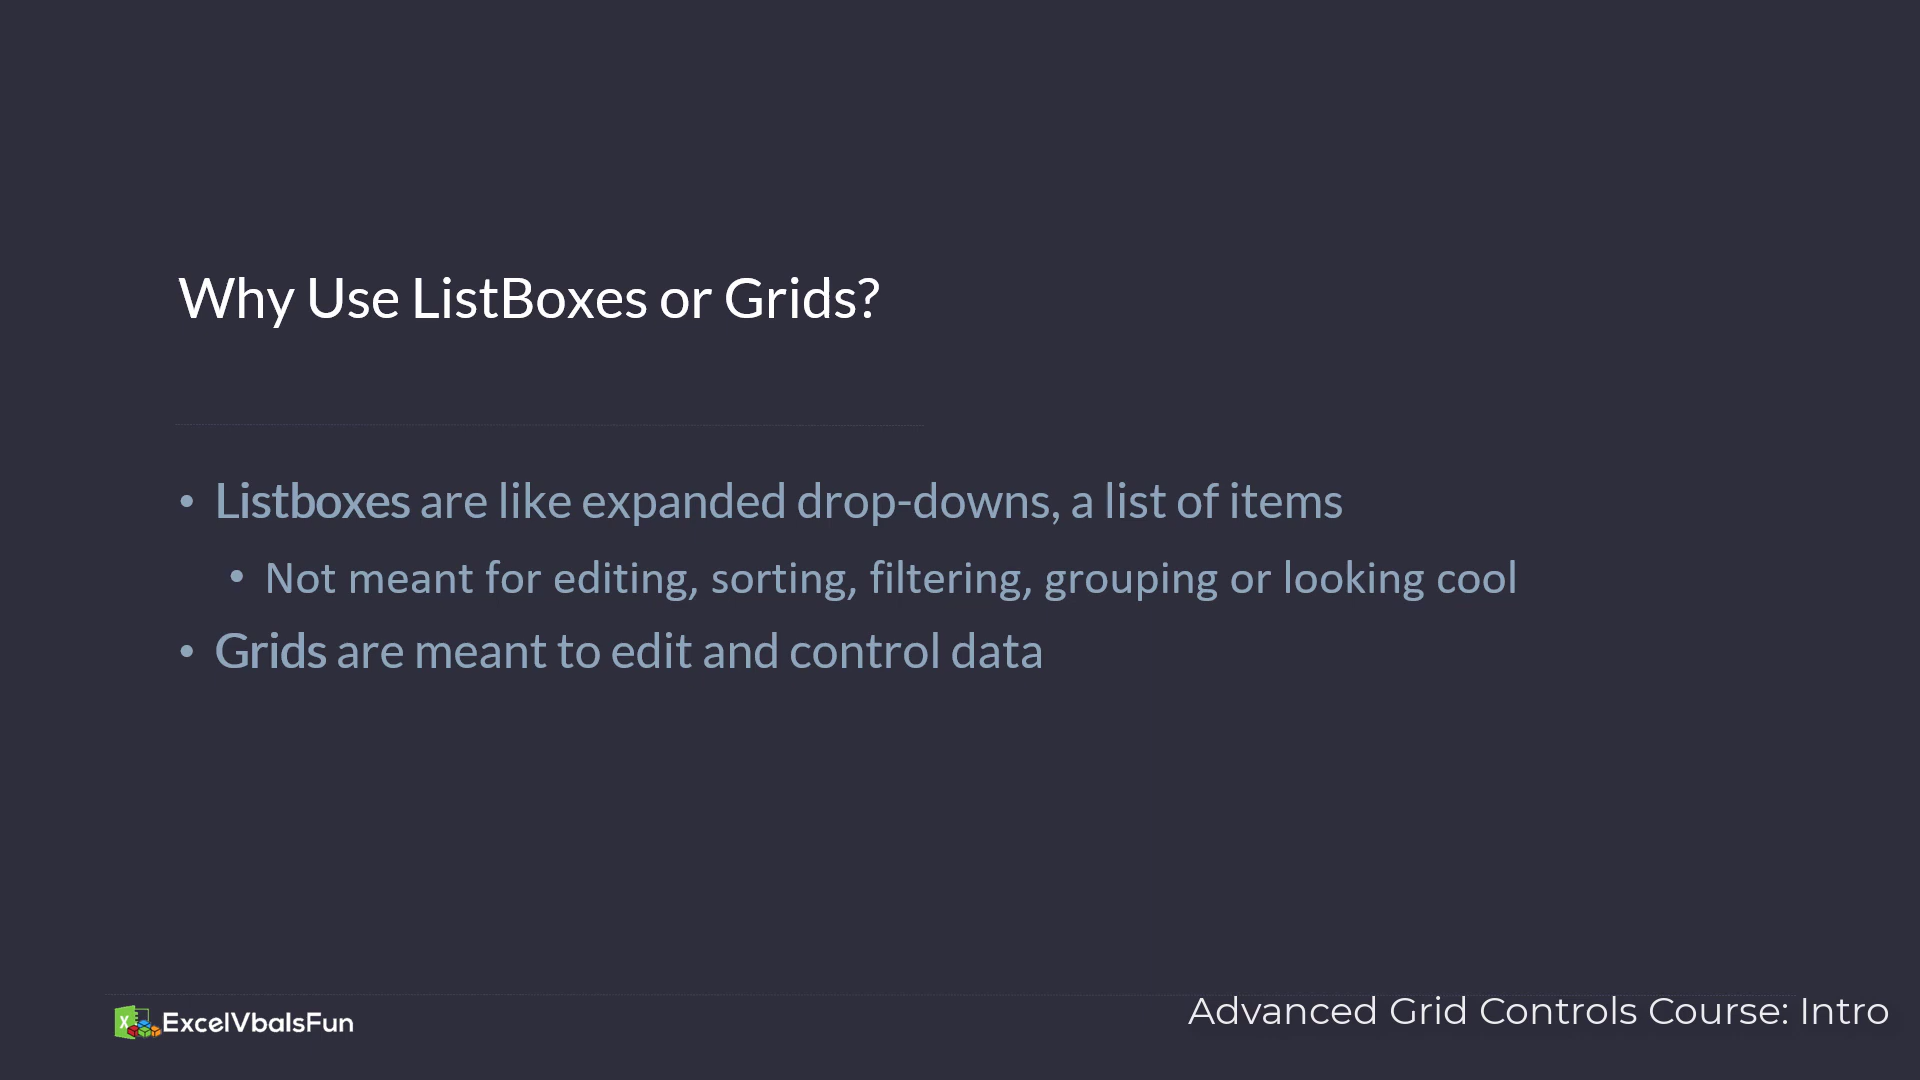 Why Use ListBoxes or Grids?
• Listboxes are like expanded drop-downs, a list of items
• Not meant for editing, sorting, filtering, grouping or looking cool
• Grids are meant to edit and control data
ExcelVbaIsFun
Advanced Grid Controls Course: Intro